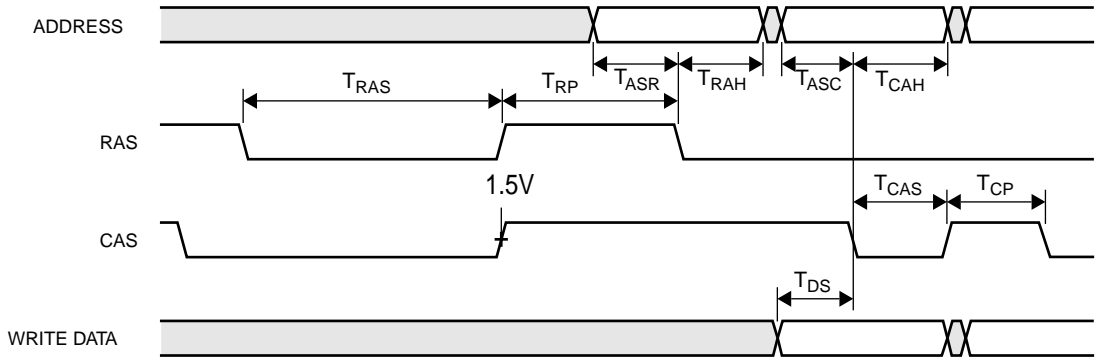 ADDRESS
TASR TRAH TASC TCAH
TRAS TRP
RAS
1.5V
TCAS TCP
CAS
TDS
WRITE DATA